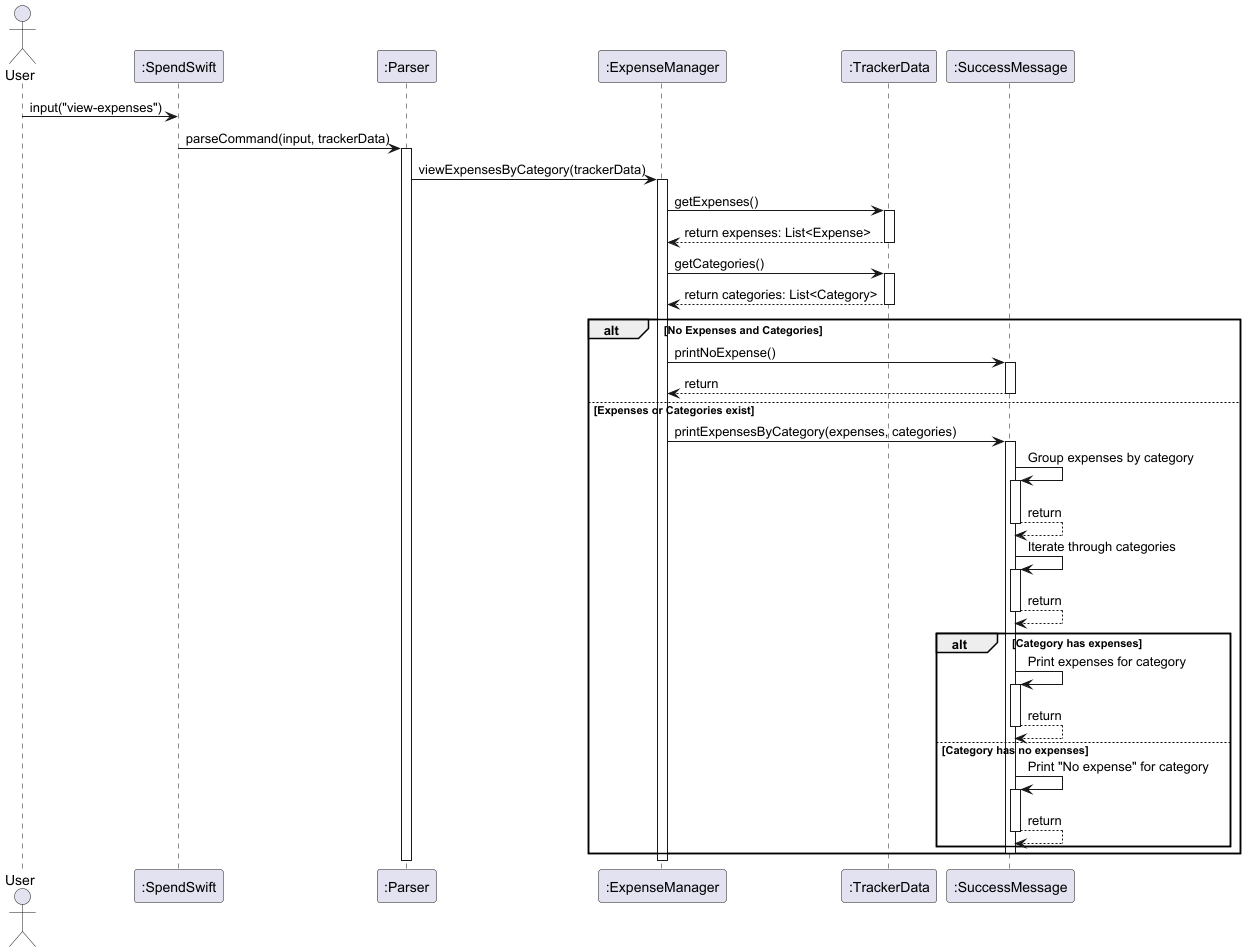 User
:SpendSwift
:Parser
:ExpenseManager
:TrackerData
:SuccessMessage
input("view-expenses")
parseCommand(input, trackerData)
viewExpensesByCategory(trackerData)
getExpenses()
return expenses: List<Expense>
getCategories()
return categories: List<Category>
alt
[No Expenses and Categories]
printNoExpense()
return
[Expenses or Categories exist]
printExpensesByCategory(expenses, categories)
Group expenses by category
return
Iterate through categories
return
alt
[Category has expenses]
Print expenses for category
return
[Category has no expenses]
Print "No expense" for category
return
User
:SpendSwift
:Parser
:ExpenseManager
:TrackerData
:SuccessMessage